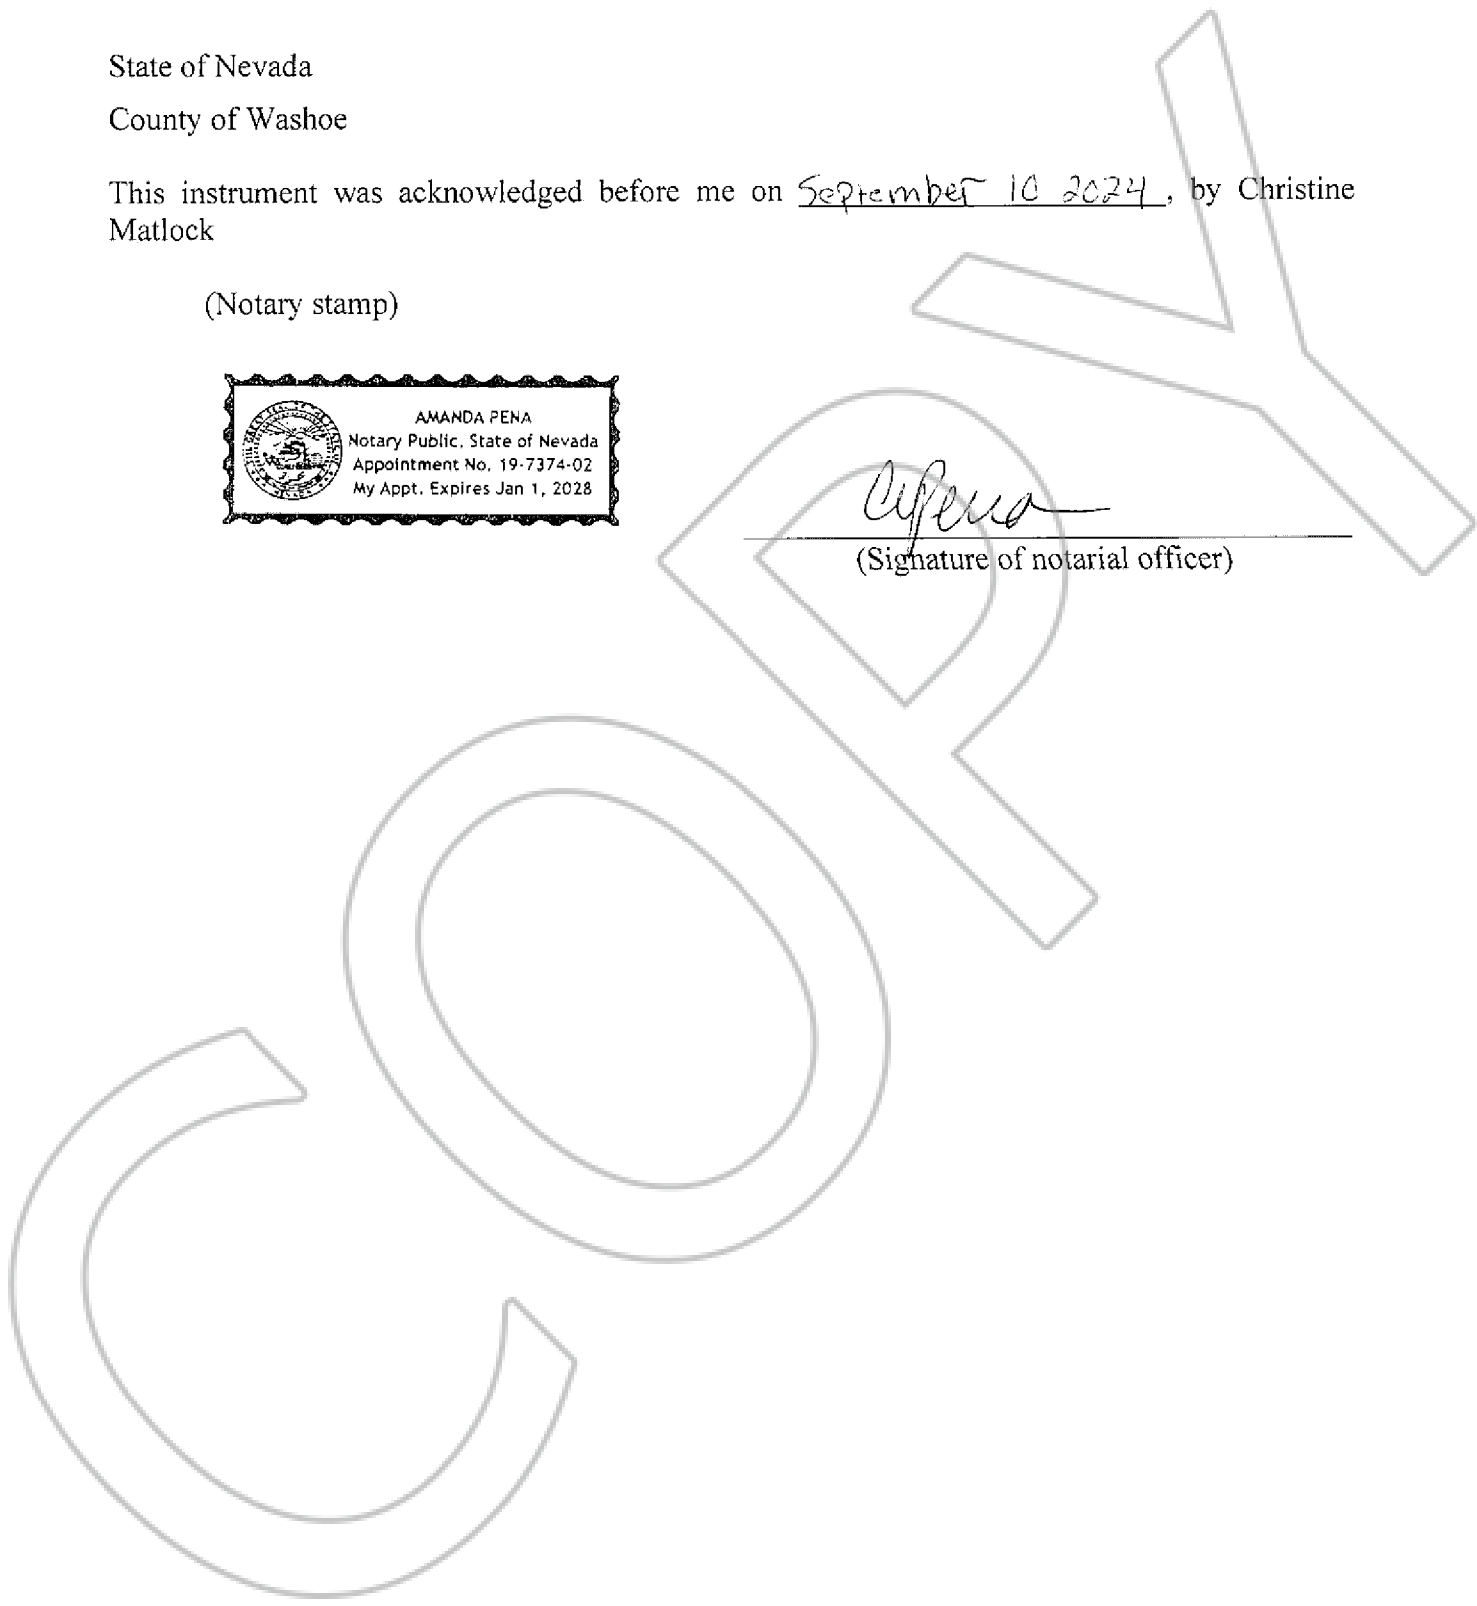 State of Nevada
County of Washoe
This instrument was acknowledged before me on September 10 2024, by Christine
Matlock
(Notary stamp)
AMANDA PENA
Notary Public, State of Nevada
Appointment No. 19-7374-02
My Appt. Expires Jan 1, 2028
APena
(Signature of notarial officer)
COPY